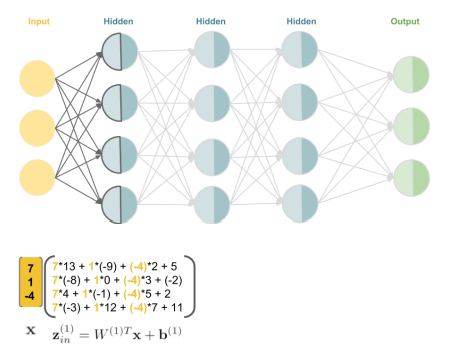 Input Hidden Hidden Hidden Output
7 7*13 + 1*(-9) + (-4)*2 + 5
1 7*(-8) + 1*0 + (-4)*3 + (-2)
-4 7*4 + 1*(-1) + (-4)*5 + 2
7*(-3) + 1*12 + (-4)*7 + 11
x z_{in}^{(1)} = W^{(1)T}x + b^{(1)}